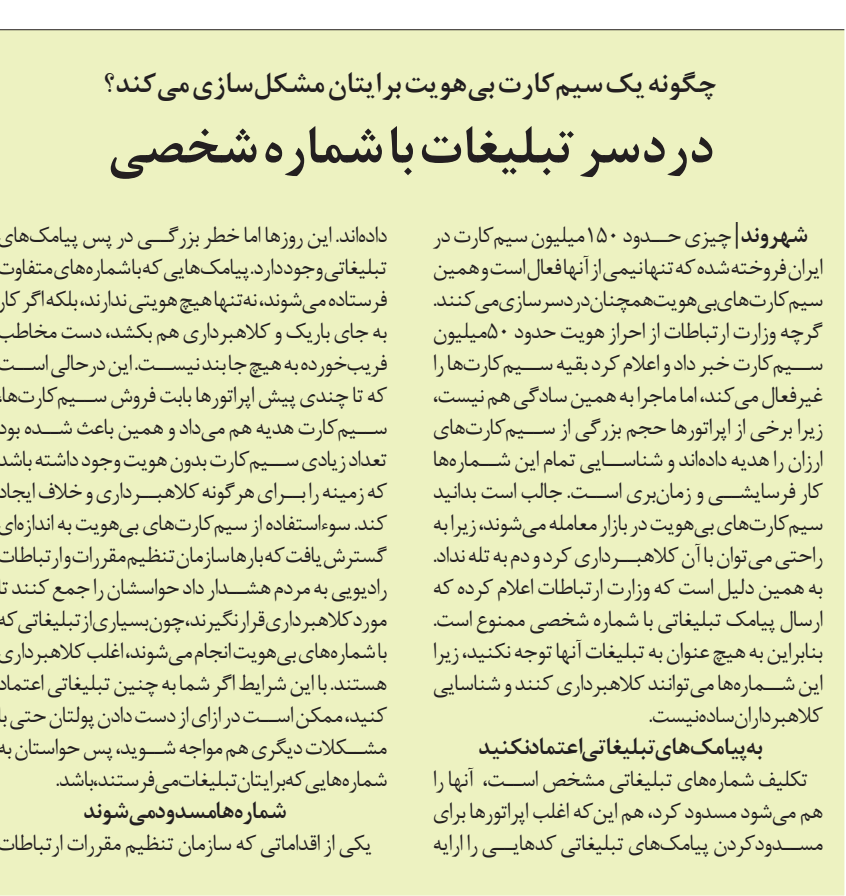 چگونه یک سیم‌کارت بی‌هویت برایتان مشکل‌سازی می‌کند؟
دردسر تبلیغات با شماره شخصی
شهروند| چیزی حدود ۱۵۰میلیون سیم‌کارت در
ایران فروخته شده که تنها نیمی از آنها فعال است و همین
سیم‌کارت‌های بی‌هویت همچنان دردسرسازی می‌کنند.
گرچه وزارت ارتباطات از احراز هویت حدود ۵۰میلیون
سیم‌کارت خبر داد و اعلام کرد بقیه سیم‌کارت‌ها را
غیرفعال می‌کند، اما ماجرا به همین سادگی هم نیست،
زیرا برخی از اپراتورها حجم بزرگی از سیم‌کارت‌های
ارزان را هدیه داده‌اند و شناسایی تمام این شماره‌ها
کار فرسایشی و زمان‌بری است. جالب است بدانید
سیم‌کارت‌های بی‌هویت در بازار معامله می‌شوند، زیرا به
راحتی می‌توان با آن کلاهبرداری کرد و دم به تله نداد.
به همین دلیل است که وزارت ارتباطات اعلام کرده که
ارسال پیامک تبلیغاتی با شماره شخصی ممنوع است.
بنابراین به هیچ عنوان به تبلیغات آنها توجه نکنید، زیرا
این شماره‌ها می‌توانند کلاهبرداری کنند و شناسایی
کلاهبرداران ساده نیست.
به پیامک‌های تبلیغاتی اعتماد نکنید
تکلیف شماره‌های تبلیغاتی مشخص است، آنها را
هم می‌شود مسدود کرد، هم این‌که اغلب اپراتورها برای
مسدودکردن پیامک‌های تبلیغاتی کدهایی را ارایه
داده‌اند. این روزها اما خطر بزرگی در پس پیامک‌های
تبلیغاتی وجود دارد. پیامک‌هایی که با شماره‌های متفاوت
فرستاده می‌شوند، نه‌تنها هیچ هویتی ندارند، بلکه اگر کار
به جای باریک و کلاهبرداری هم بکشد، دست مخاطب
فریب‌خورده به هیچ جا بند نیست. این درحالی است
که تا چندی پیش اپراتورها بابت فروش سیم‌کارت‌ها،
سیم‌کارت هدیه هم می‌داد و همین باعث شده بود
تعداد زیادی سیم‌کارت بدون هویت وجود داشته باشد
که زمینه را برای هرگونه کلاهبرداری و خلاف ایجاد
کند. سوءاستفاده از سیم‌کارت‌های بی‌هویت به اندازه‌ای
گسترش یافت که بارها سازمان تنظیم مقررات و ارتباطات
رادیویی به مردم هشدار داد حواسشان را جمع کنند تا
مورد کلاهبرداری قرار نگیرند، چون بسیاری از تبلیغاتی که
با شماره‌های بی‌هویت انجام می‌شوند، اغلب کلاهبرداری
هستند. با این شرایط اگر شما به چنین تبلیغاتی اعتماد
کنید، ممکن است در ازای از دست دادن پولتان حتی با
مشکلات دیگری هم مواجه شوید، پس حواستان به
شماره‌هایی که برایتان تبلیغات می‌فرستند، باشد.
شماره‌ها مسدود می‌شوند
یکی از اقداماتی که سازمان تنظیم مقررات ارتباطات